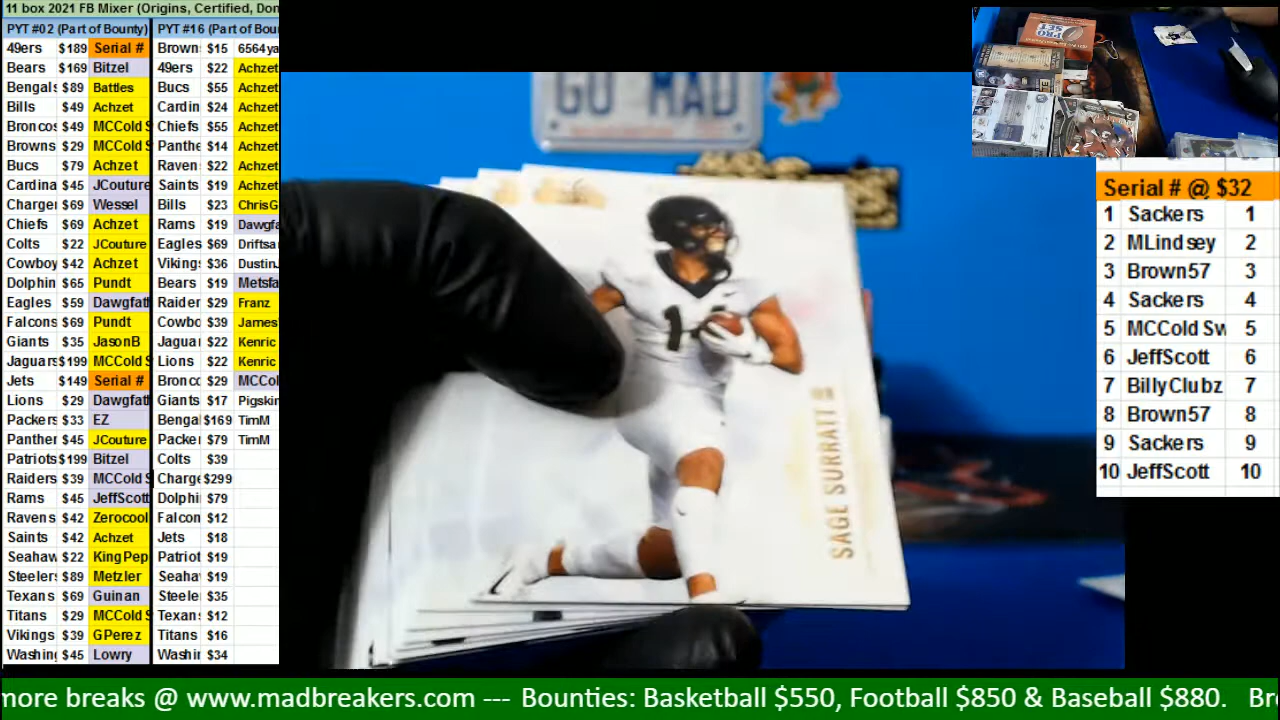 11 box 2021 FB Mixer (Origins, Certified, Don
PYT #02 (Part of Bounty) PYT #16 (Part of Boun
49ers $189 Serial # Brown $15 6564ya
Bears $169 Bitzel 49ers $22 Achzet
Bengal $89 Battles Bucs $55 Achzet
Bills $49 Achzet Cardin $24 Achzet
Broncos $49 MCCold S Chiefs $55 Achzet
Browns $29 MCCold S Panthe $14 Achzet
Bucs $79 Achzet Raven $22 Achzet
Cardina $45 JCouture Saints $19 Achzet
Charger $69 Wessel Bills $23 ChrisG
Chiefs $69 Achzet Rams $19 Dawgfa
Colts $22 JCouture Eagles $69 Driftsa
Cowboy $42 Achzet Viking $36 DustinJ
Dolphin $65 Pundt Bears $19 Metsfa
Eagles $59 Dawgfath Raider $29 Franz
Falcons $69 Pundt Cowbo $39 James
Giants $35 JasonB Jagua $22 Kenric
Jaguars $199 MCCold S Lions $22 Kenric
Jets $149 Serial # Bronc $29 MCCol
Lions $29 Dawgfath Giants $17 Pigskin
Packers $33 EZ Benga $169 TimM
Panther $45 JCouture Packe $79 TimM
Patriots $199 Bitzel Colts $39
Raiders $39 MCCold S Charge $299
Rams $45 JeffScott Dolphi $79
Ravens $42 Zerocool Falcon $12
Saints $42 Achzet Jets $18
Seahaw $22 KingPep Patriot $19
Steelers $89 Metzler Seaha $19
Texans $69 Guinan Steele $35
Titans $29 MCCold S Texan $12
Vikings $39 GPerez Titans $16
Washing $45 Lowry Washi $34
GO MAD
SAGE SURRATT
PRO SET
Serial # @ $32
1 Sackers 1
2 MLindsey 2
3 Brown57 3
4 Sackers 4
5 MCCold Sw 5
6 JeffScott 6
7 BillyClubz 7
8 Brown57 8
9 Sackers 9
10 JeffScott 10
more breaks @ www.madbreakers.com --- Bounties: Basketball $550, Football $850 & Baseball $880. Br